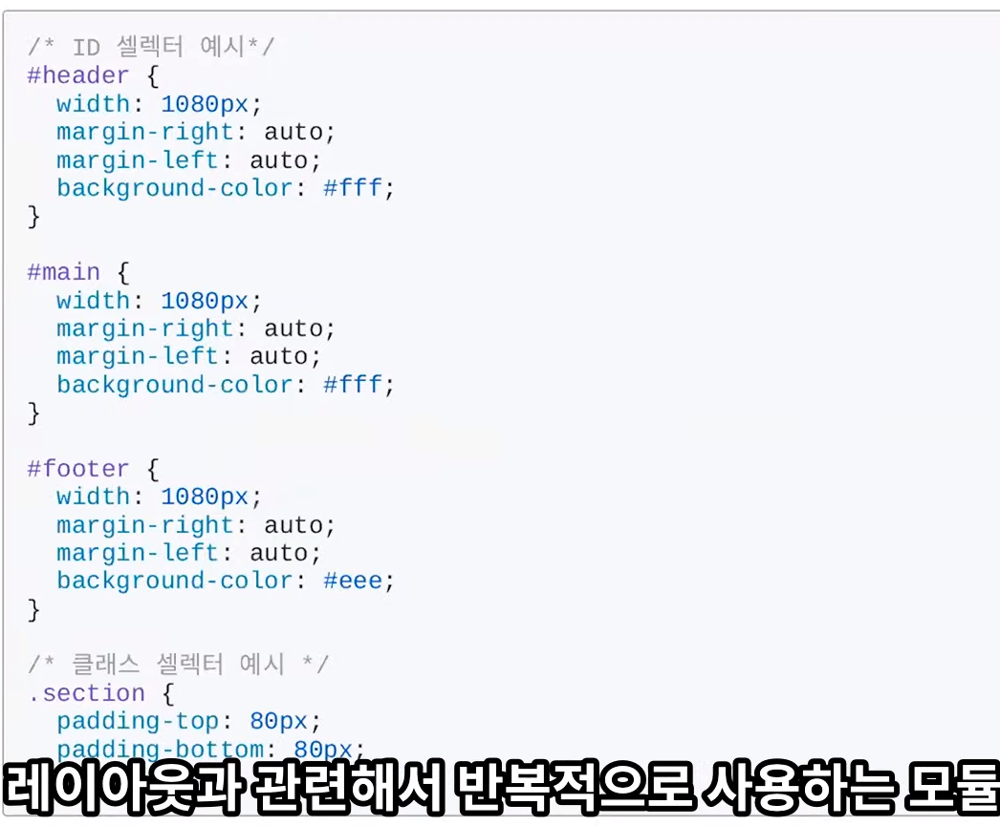 /* ID 셀렉터 예시*/
#header {
  width: 1080px;
  margin-right: auto;
  margin-left: auto;
  background-color: #fff;
}

#main {
  width: 1080px;
  margin-right: auto;
  margin-left: auto;
  background-color: #fff;
}

#footer {
  width: 1080px;
  margin-right: auto;
  margin-left: auto;
  background-color: #eee;
}

/* 클래스 셀렉터 예시 */
.section {
  padding-top: 80px;
  padding-bottom: 80px;
레이아웃과 관련해서 반복적으로 사용하는 모듈